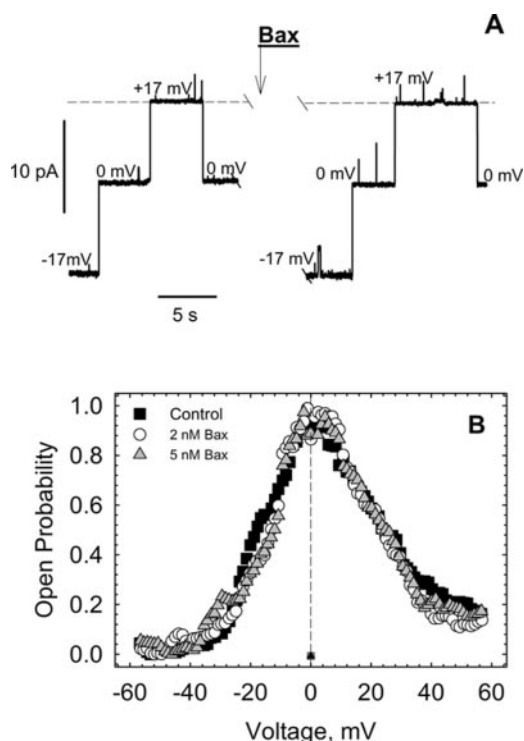 Bax
A
+17 mV
+17 mV
10 pA
0 mV
0 mV
0 mV
0 mV
-17mV
-17 mV
5 s
B
Control
2 nM Bax
5 nM Bax
1.0
0.8
0.6
0.4
0.2
0.0
Open Probability
-60 -40 -20 0 20 40 60
Voltage, mV